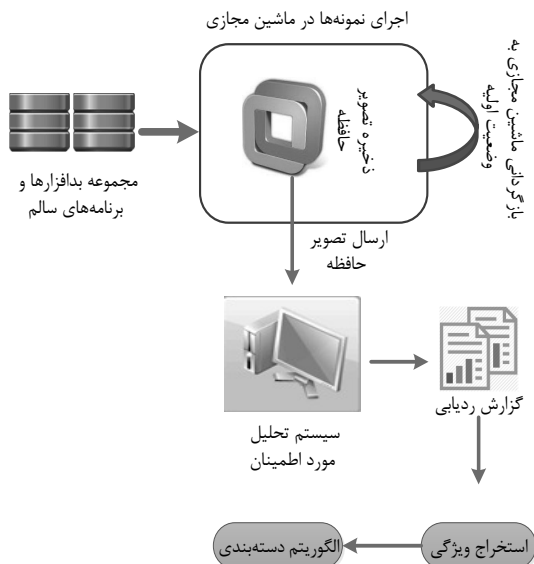 اجرای نمونه‌ها در ماشین مجازی
ذخیره تصویر
حافظه
بازگردانی ماشین مجازی به
وضعیت اولیه
مجموعه بدافزارها و
برنامه‌های سالم
ارسال تصویر
حافظه
سیستم تحلیل
مورد اطمینان
گزارش ردیابی
استخراج ویژگی
الگوریتم دسته‌بندی